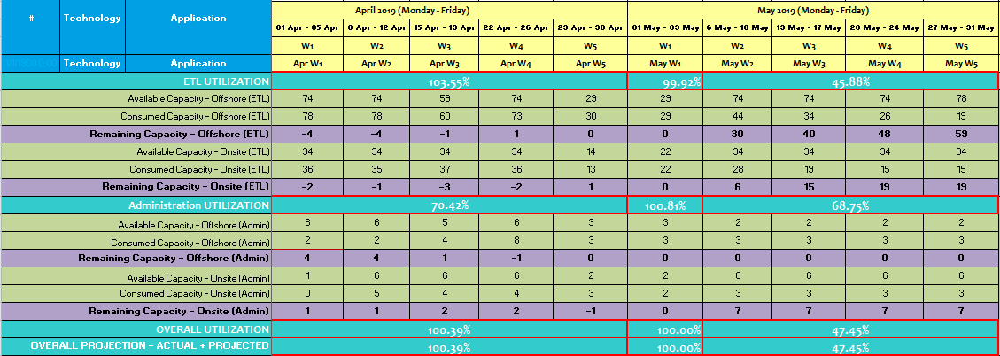 # Technology Application April 2019 (Monday - Friday) May 2019 (Monday - Friday)
01 Apr - 05 Apr 8 Apr - 12 Apr 15 Apr - 19 Apr 22 Apr - 26 Apr 29 Apr - 30 Apr 01 May - 03 May 6 May - 10 May 13 May - 17 May 20 May - 24 May 27 May - 31 May
W1 W2 W3 W4 W5 W1 W2 W3 W4 W5
Technology Application Apr W1 Apr W2 Apr W3 Apr W4 Apr W5 May W1 May W2 May W3 May W4 May W5
ETL UTILIZATION 103.55% 99.92% 45.88%
Available Capacity - Offshore (ETL) 74 74 59 74 29 29 74 74 74 78
Consumed Capacity - Offshore (ETL) 78 78 60 73 30 29 44 34 26 19
Remaining Capacity - Offshore (ETL) -4 -4 -1 1 0 0 30 40 48 59
Available Capacity - Onsite (ETL) 34 34 34 34 14 22 34 34 34 34
Consumed Capacity - Onsite (ETL) 36 35 37 36 13 22 28 19 15 15
Remaining Capacity - Onsite (ETL) -2 -1 -3 -2 1 0 6 15 19 19
Administration UTILIZATION 70.42% 100.81% 68.75%
Available Capacity - Offshore (Admin) 6 6 5 6 3 3 2 2 2 2
Consumed Capacity - Offshore (Admin) 2 2 4 8 3 3 2 2 2 2
Remaining Capacity - Offshore (Admin) 4 4 1 -1 0 0 0 0 0 0
Available Capacity - Onsite (Admin) 1 6 6 6 2 2 6 6 6 6
Consumed Capacity - Onsite (Admin) 0 5 4 4 3 2 3 3 3 3
Remaining Capacity - Onsite (Admin) 1 1 2 2 -1 0 7 7 7 7
OVERALL UTILIZATION 100.39% 100.00% 47.45%
OVERALL PROJECTION - ACTUAL + PROJECTED 100.39% 100.00% 47.45%